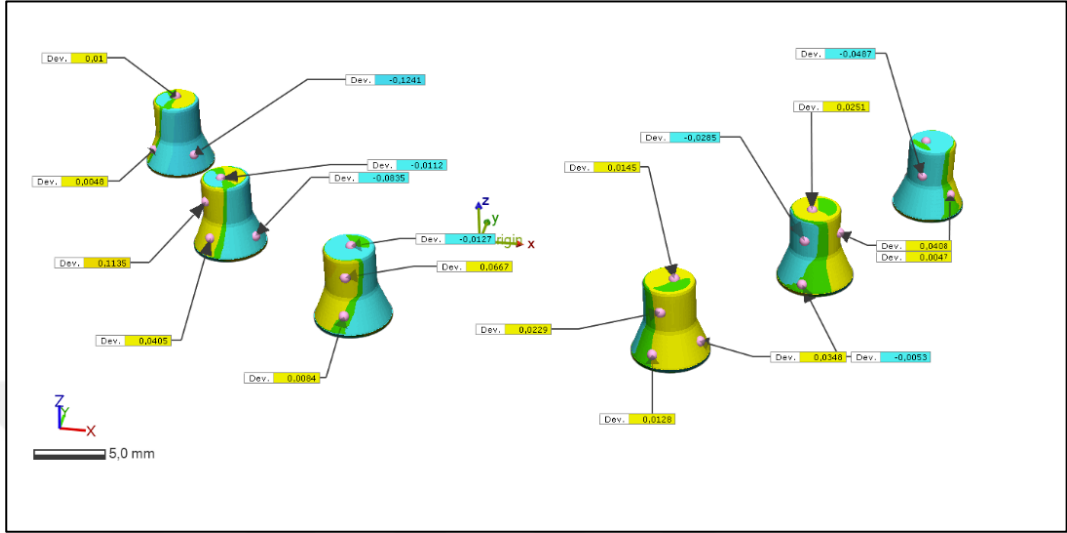 Dev. -0,0487
Dev. 0,01
Dev. -0,1241
Dev. 0,0251
Dev. -0,0285
Dev. -0,0112
Dev. 0,0145
Dev. 0,0048
Dev. -0,0835
z
y
Dev. -0,0127
rigin
x
Dev. 0,0408
Dev. 0,0047
Dev. 0,1135
Dev. 0,0667
Dev. 0,0229
Dev. 0,0405
Dev. 0,0348
Dev. -0,0053
Dev. 0,0084
Z
Y
X
Dev. 0,0128
5,0 mm